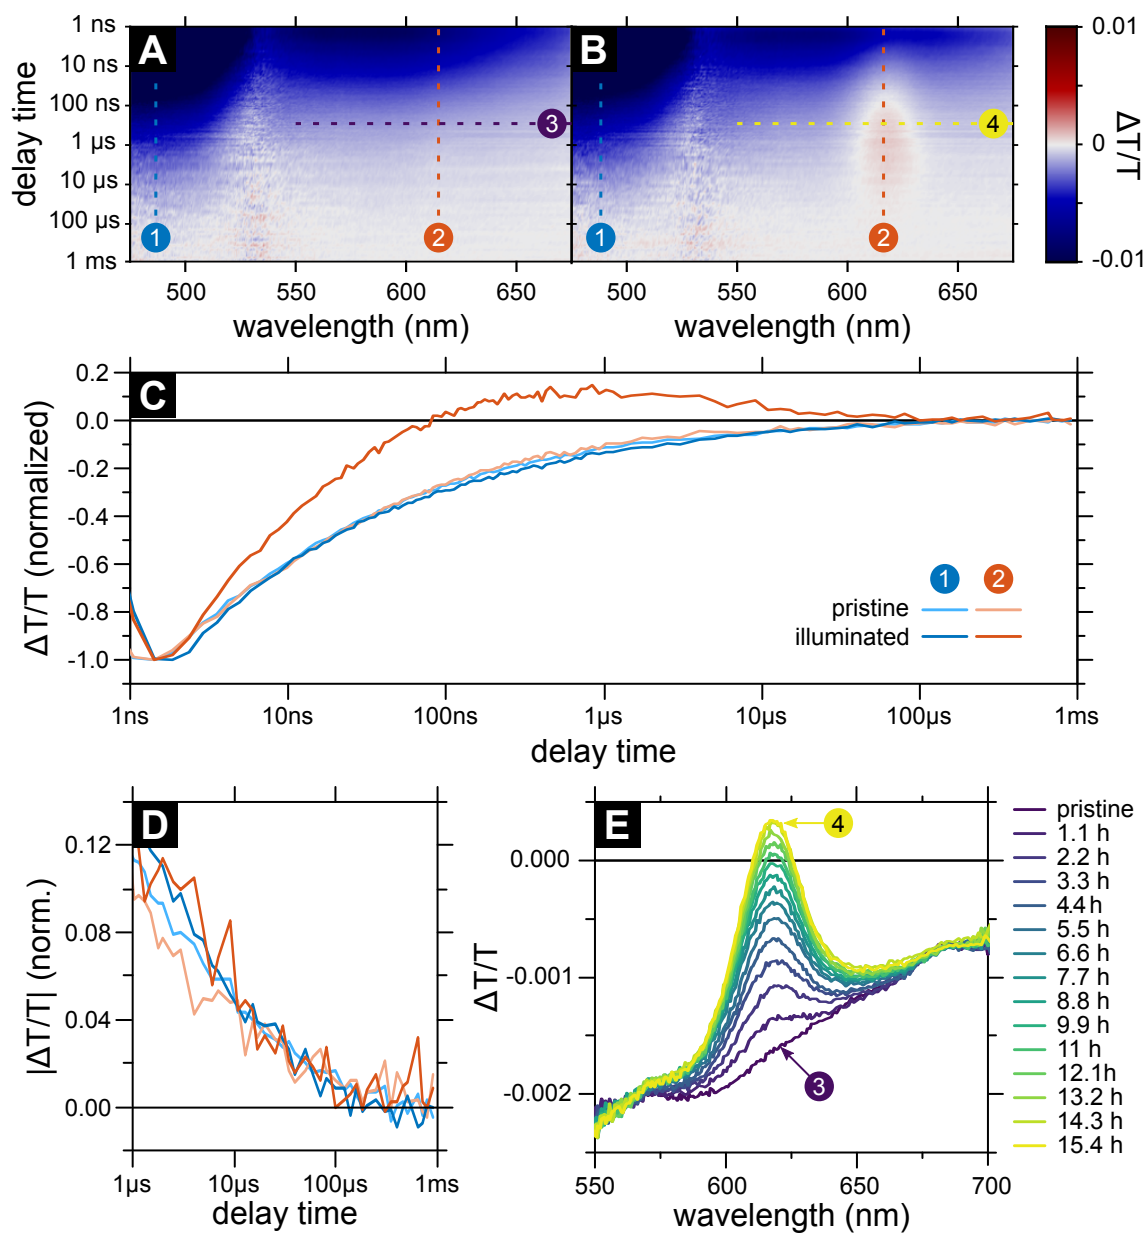 1 ns
10 ns
100 ns
1 µs
10 µs
100 µs
1 ms
delay time
A
1
2
3
500
550
600
650
wavelength (nm)
B
1
2
4
500
550
600
650
wavelength (nm)
0.01
0
-0.01
ΔT/T
C
0.2
0.0
-0.2
-0.4
-0.6
-0.8
-1.0
ΔT/T (normalized)
1 2
pristine
illuminated
1ns
10ns
100ns
1µs
10µs
100µs
1ms
delay time
D
0.12
0.08
0.04
0.00
|ΔT/T| (norm.)
1µs
10µs
100µs
1ms
delay time
E
4
3
0.000
-0.001
-0.002
ΔT/T
550
600
650
700
wavelength (nm)
pristine
1.1 h
2.2 h
3.3 h
4.4 h
5.5 h
6.6 h
7.7 h
8.8 h
9.9 h
11 h
12.1h
13.2 h
14.3 h
15.4 h